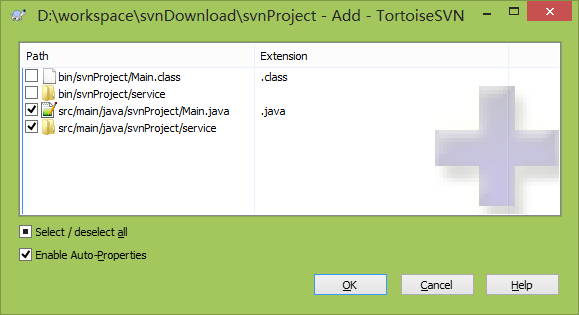 D:\workspace\svnDownload\svnProject - Add - TortoiseSVN
Path Extension
bin/svnProject/Main.class .class
bin/svnProject/service
src/main/java/svnProject/Main.java .java
src/main/java/svnProject/service
Select / deselect all
Enable Auto-Properties
OK Cancel Help